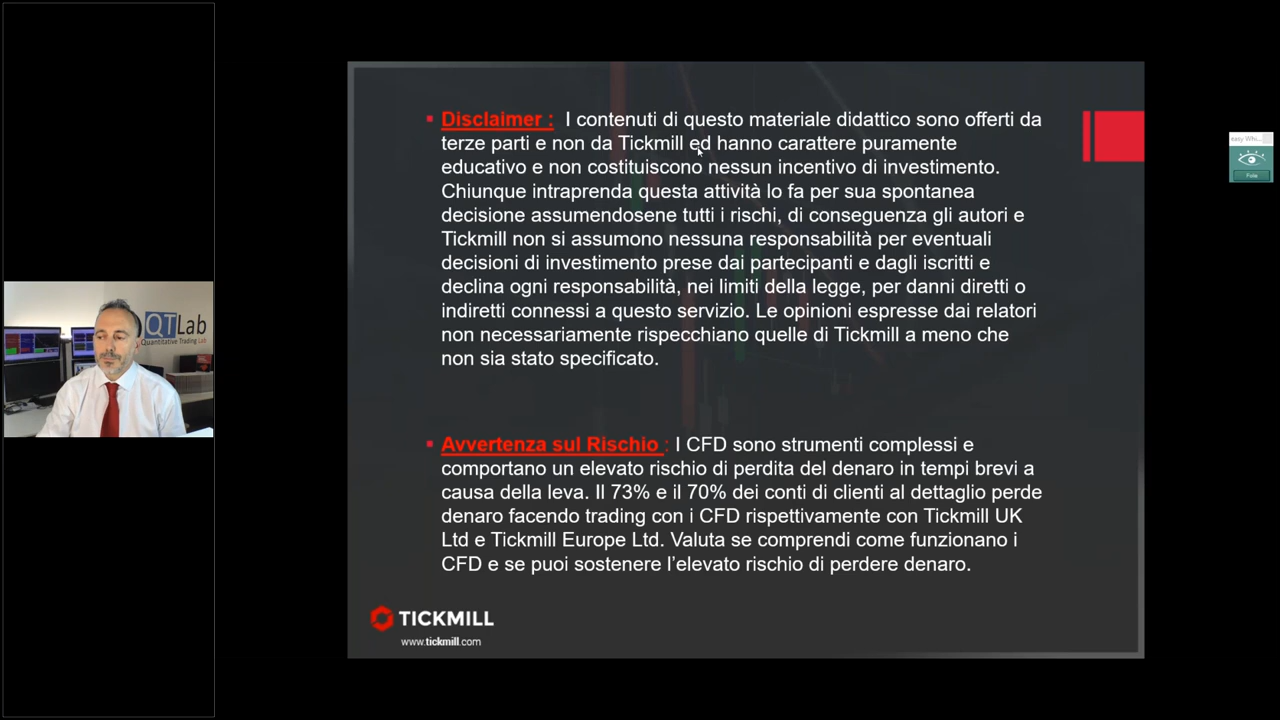 Disclaimer : I contenuti di questo materiale didattico sono offerti da
terze parti e non da Tickmill ed hanno carattere puramente
educativo e non costituiscono nessun incentivo di investimento.
Chiunque intraprenda questa attività lo fa per sua spontanea
decisione assumendosene tutti i rischi, di conseguenza gli autori e
Tickmill non si assumono nessuna responsabilità per eventuali
decisioni di investimento prese dai partecipanti e dagli iscritti e
declina ogni responsabilità, nei limiti della legge, per danni diretti o
indiretti connessi a questo servizio. Le opinioni espresse dai relatori
non necessariamente rispecchiano quelle di Tickmill a meno che
non sia stato specificato.
Avvertenza sul Rischio : I CFD sono strumenti complessi e
comportano un elevato rischio di perdita del denaro in tempi brevi a
causa della leva. Il 73% e il 70% dei conti di clienti al dettaglio perde
denaro facendo trading con i CFD rispettivamente con Tickmill UK
Ltd e Tickmill Europe Ltd. Valuta se comprendi come funzionano i
CFD e se puoi sostenere l'elevato rischio di perdere denaro.
TICKMILL
www.tickmill.com
QTLab
Quantitative Trading Lab
easy Whi...